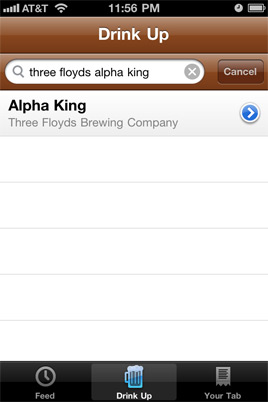 AT&T 11:56 PM
Drink Up
three floyds alpha king
Cancel
Alpha King
Three Floyds Brewing Company
Feed
Drink Up
Your Tab